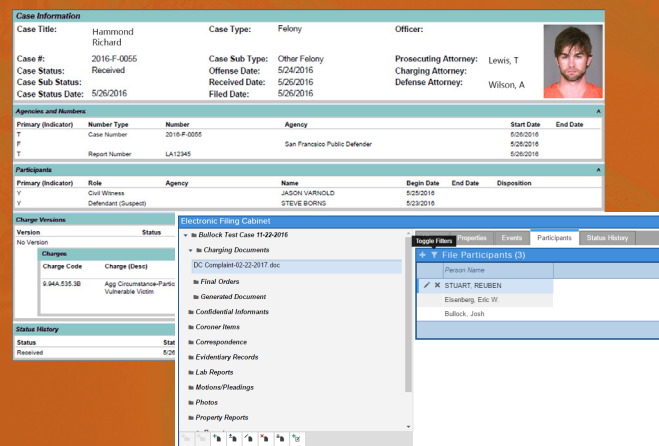 Case Information
Case Title: Hammond Richard Case Type: Felony Officer:
Case #: 2016-F-0055 Case Sub Type: Other Felony Prosecuting Attorney: Lewis, T
Case Status: Received Offense Date: 5/24/2016 Charging Attorney:
Case Sub Status: Received Date: 5/26/2016 Defense Attorney: Wilson, A
Case Status Date: 5/26/2016 Filed Date: 5/26/2016
Agencies and Numbers
Primary (Indicator) Number Type Number Agency Start Date End Date
T Case Number 2016-F-0055 5/26/2016
F San Francsico Public Defender 5/26/2016
T Report Number LA12345 5/26/2016
Participants
Primary (Indicator) Role Agency Name Begin Date End Date Disposition
Y Civil Witness JASON VARNOLD 5/25/2016
Y Defendant (Suspect) STEVE BORNS 5/23/2016
Charge Versions
Version Status
No Version
Charges
Charge Code Charge (Desc)
9.94A.535.3B Agg Circumstance-Partic
Vulnerable Victim
Status History
Status Stat
Received 5/26
Electronic Filing Cabinet
Bullock Test Case 11-22-2016
Charging Documents
DC Complaint-02-22-2017.doc
Final Orders
Generated Document
Confidential Informants
Coroner Items
Correspondence
Evidentiary Records
Lab Reports
Motions/Pleadings
Photos
Property Reports
Properties Events Participants Status History
Toggle Filters
File Participants (3)
Person Name
STUART, REUBEN
Eisenberg, Eric W.
Bullock, Josh